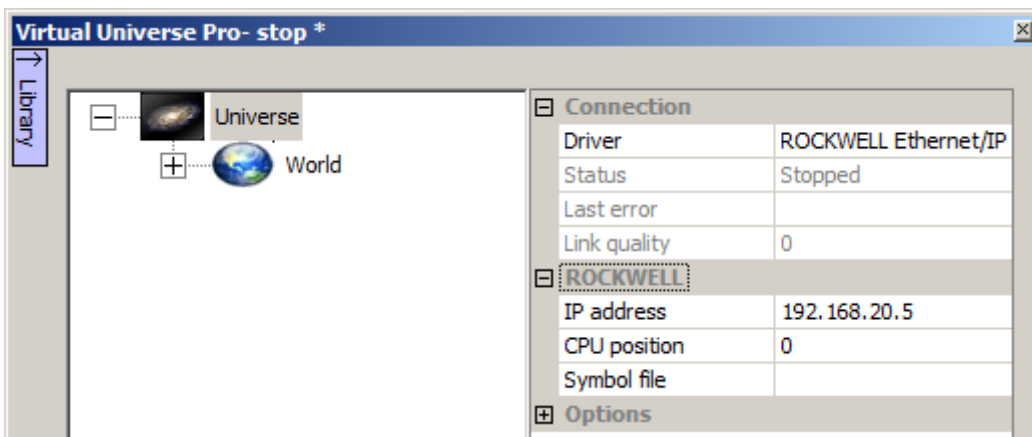 Virtual Universe Pro- stop *
↑ Library
Universe
World
Connection
Driver ROCKWELL Ethernet/IP
Status Stopped
Last error
Link quality 0
ROCKWELL
IP address 192.168.20.5
CPU position 0
Symbol file
Options